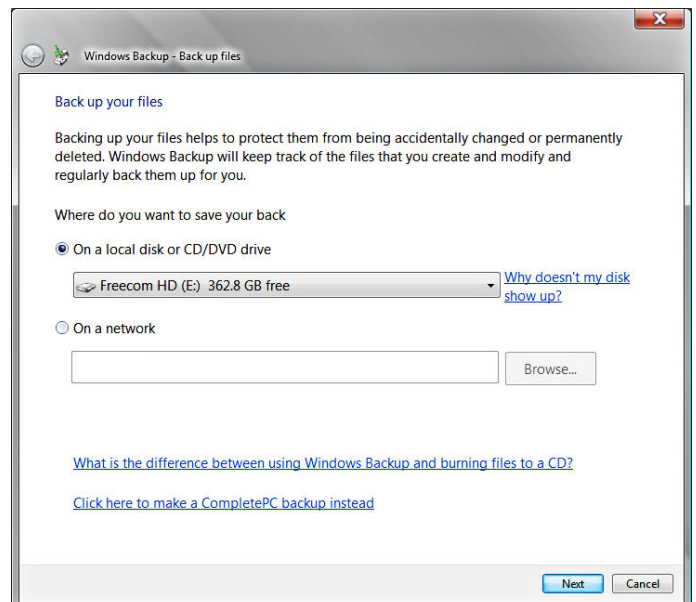 Windows Backup - Back up files
Back up your files
Backing up your files helps to protect them from being accidentally changed or permanently
deleted. Windows Backup will keep track of the files that you create and modify and
regularly back them up for you.
Where do you want to save your back
On a local disk or CD/DVD drive
Freecom HD (E:) 362.8 GB free
Why doesn't my disk
show up?
On a network
Browse...
What is the difference between using Windows Backup and burning files to a CD?
Click here to make a CompletePC backup instead
Next
Cancel